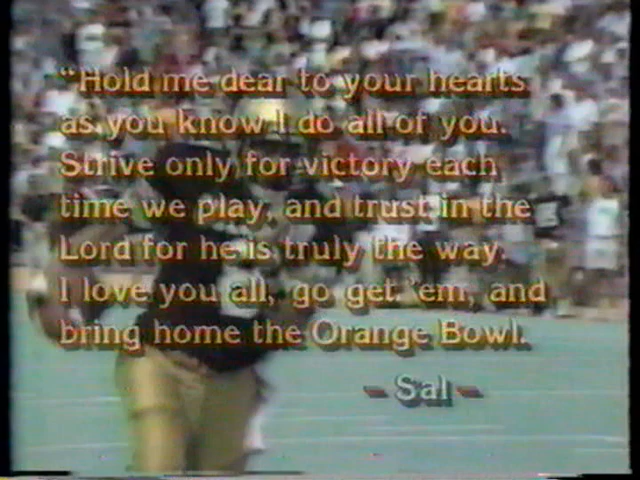 “Hold me dear to your hearts
as you know I do all of you.
Strive only for victory each
time we play, and trust in the
Lord for he is truly the way.
I love you all, go get 'em, and
bring home the Orange Bowl.
- Sal -